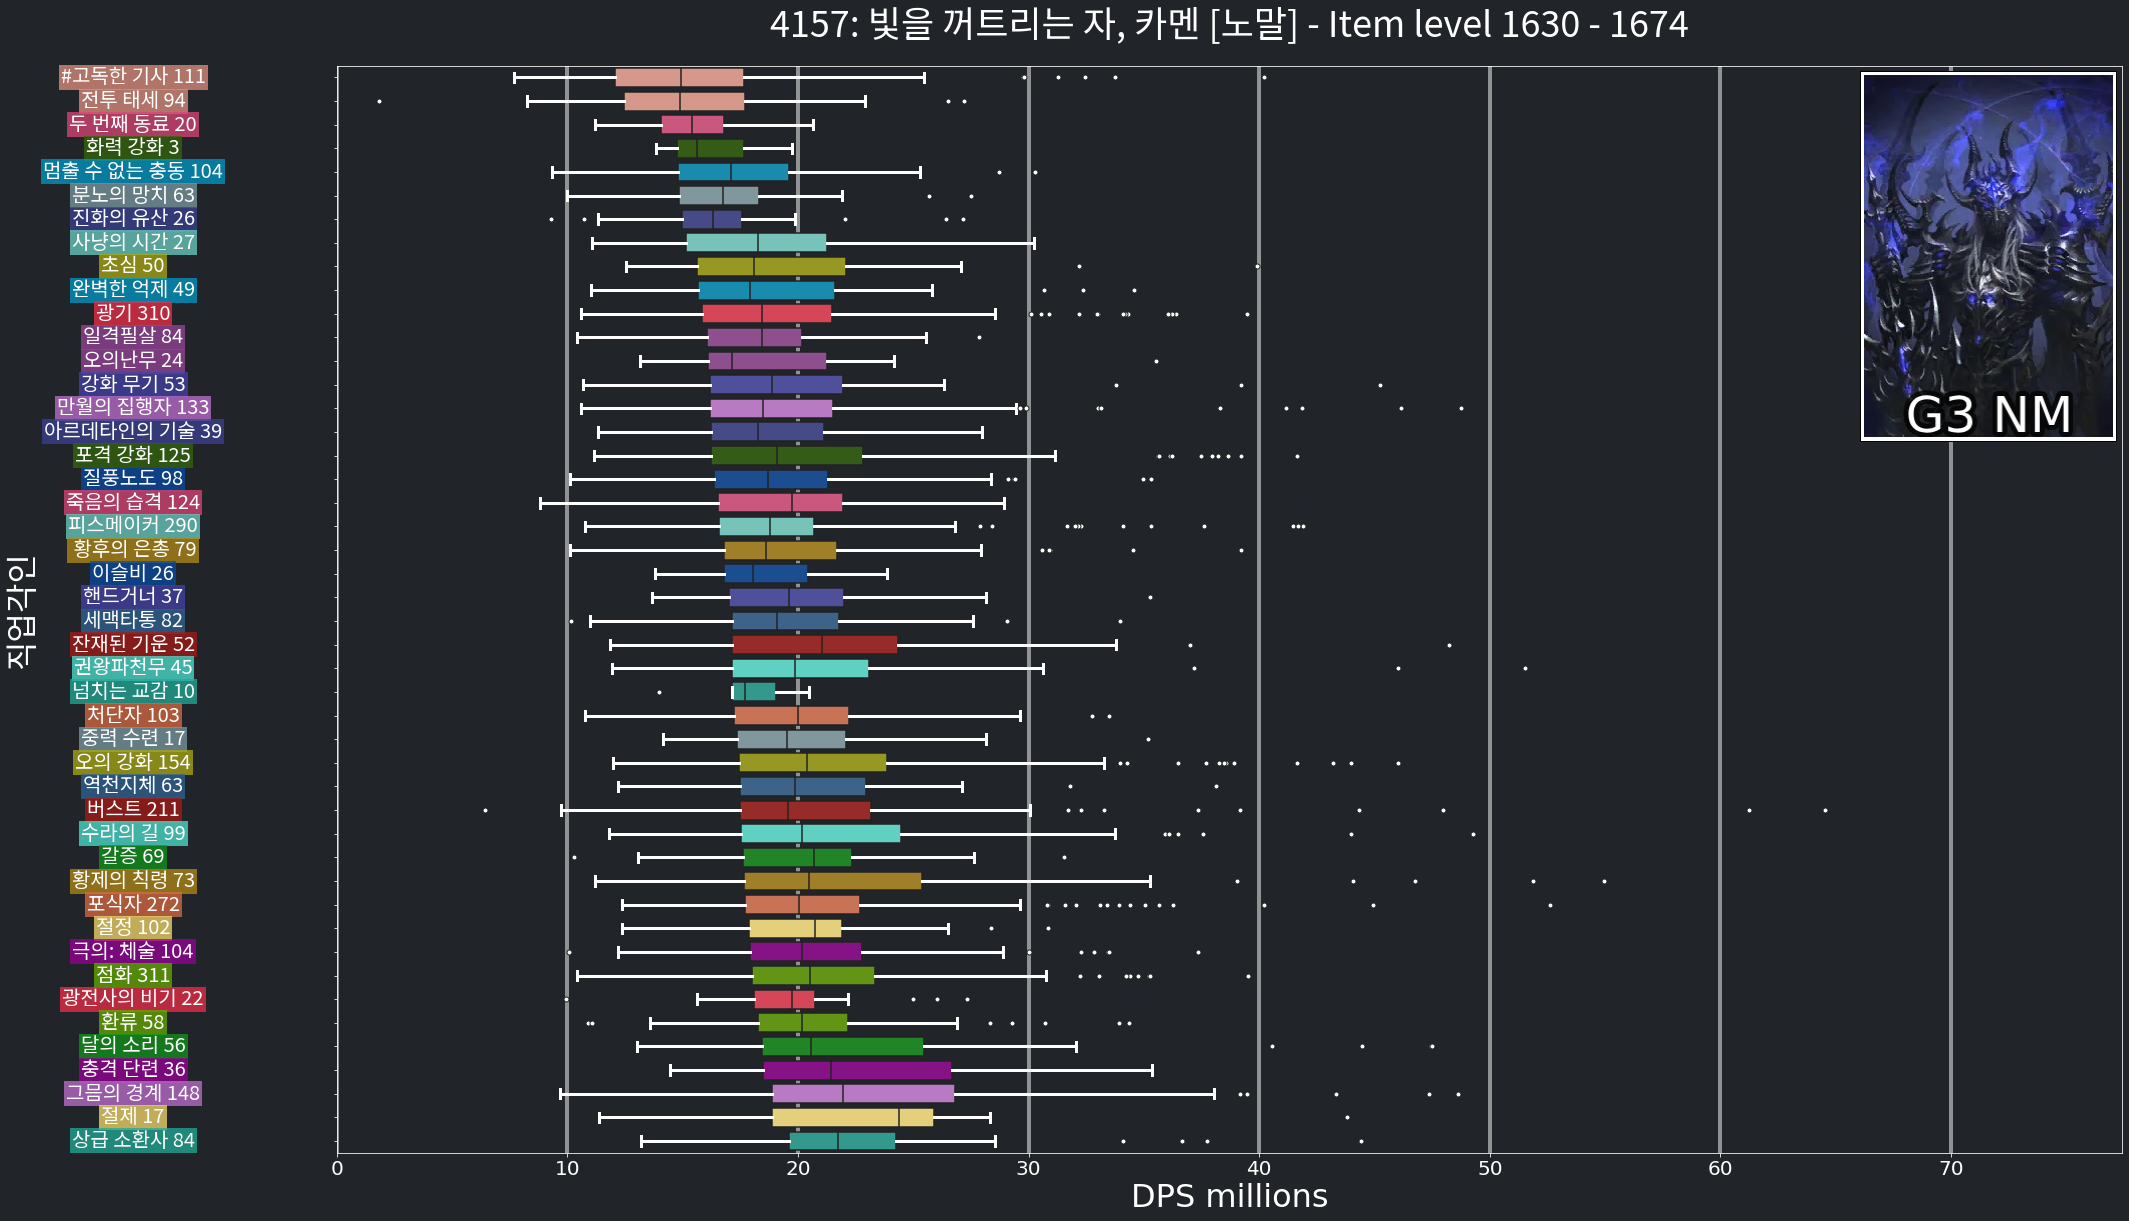 4157: 빛을 꺼트리는 자, 카멘 [노말] - Item level 1630 - 1674
#고독한 기사 111
전투 태세 94
두 번째 동료 20
화력 강화 3
멈출 수 없는 충동 104
분노의 망치 63
진화의 유산 26
사냥의 시간 27
초심 50
완벽한 억제 49
광기 310
일격필살 84
오의난무 24
강화 무기 53
만월의 집행자 133
아르데타인의 기술 39
포격 강화 125
질풍노도 98
죽음의 습격 124
피스메이커 290
황후의 은총 79
이슬비 26
핸드거너 37
세맥타통 82
잔재된 기운 52
권왕파천무 45
넘치는 교감 10
처단자 103
중력 수련 17
오의 강화 154
역천지체 63
버스트 211
수라의 길 99
갈증 69
황제의 칙령 73
포식자 272
절정 102
극의: 체술 104
점화 311
광전사의 비기 22
환류 58
달의 소리 56
충격 단련 36
그믐의 경계 148
절제 17
상급 소환사 84
직업각인
G3 NM
0 10 20 30 40 50 60 70
DPS millions